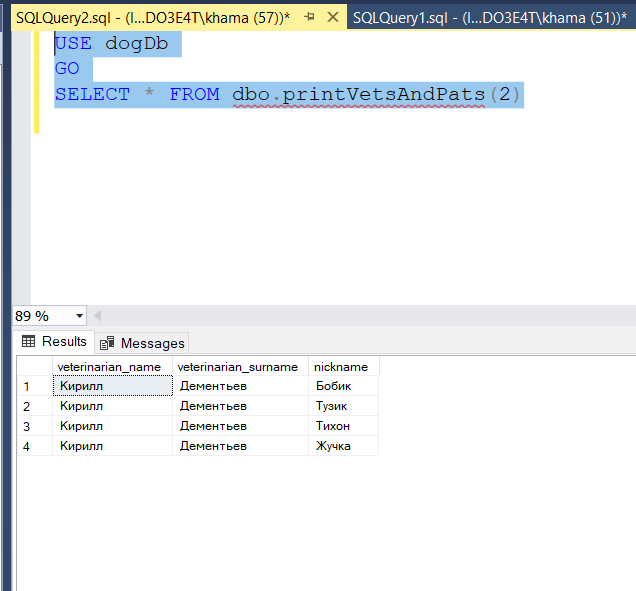 SQLQuery2.sql - (l...DO3E4T\khama (57))* SQLQuery1.sql - (l...DO3E4T\khama (51))*
USE dogDb
GO
SELECT * FROM dbo.printVetsAndPats(2)
89 %
Results Messages
veterinarian_name veterinarian_surname nickname
1 Кирилл Дементьев Бобик
2 Кирилл Дементьев Тузик
3 Кирилл Дементьев Тихон
4 Кирилл Дементьев Жучка